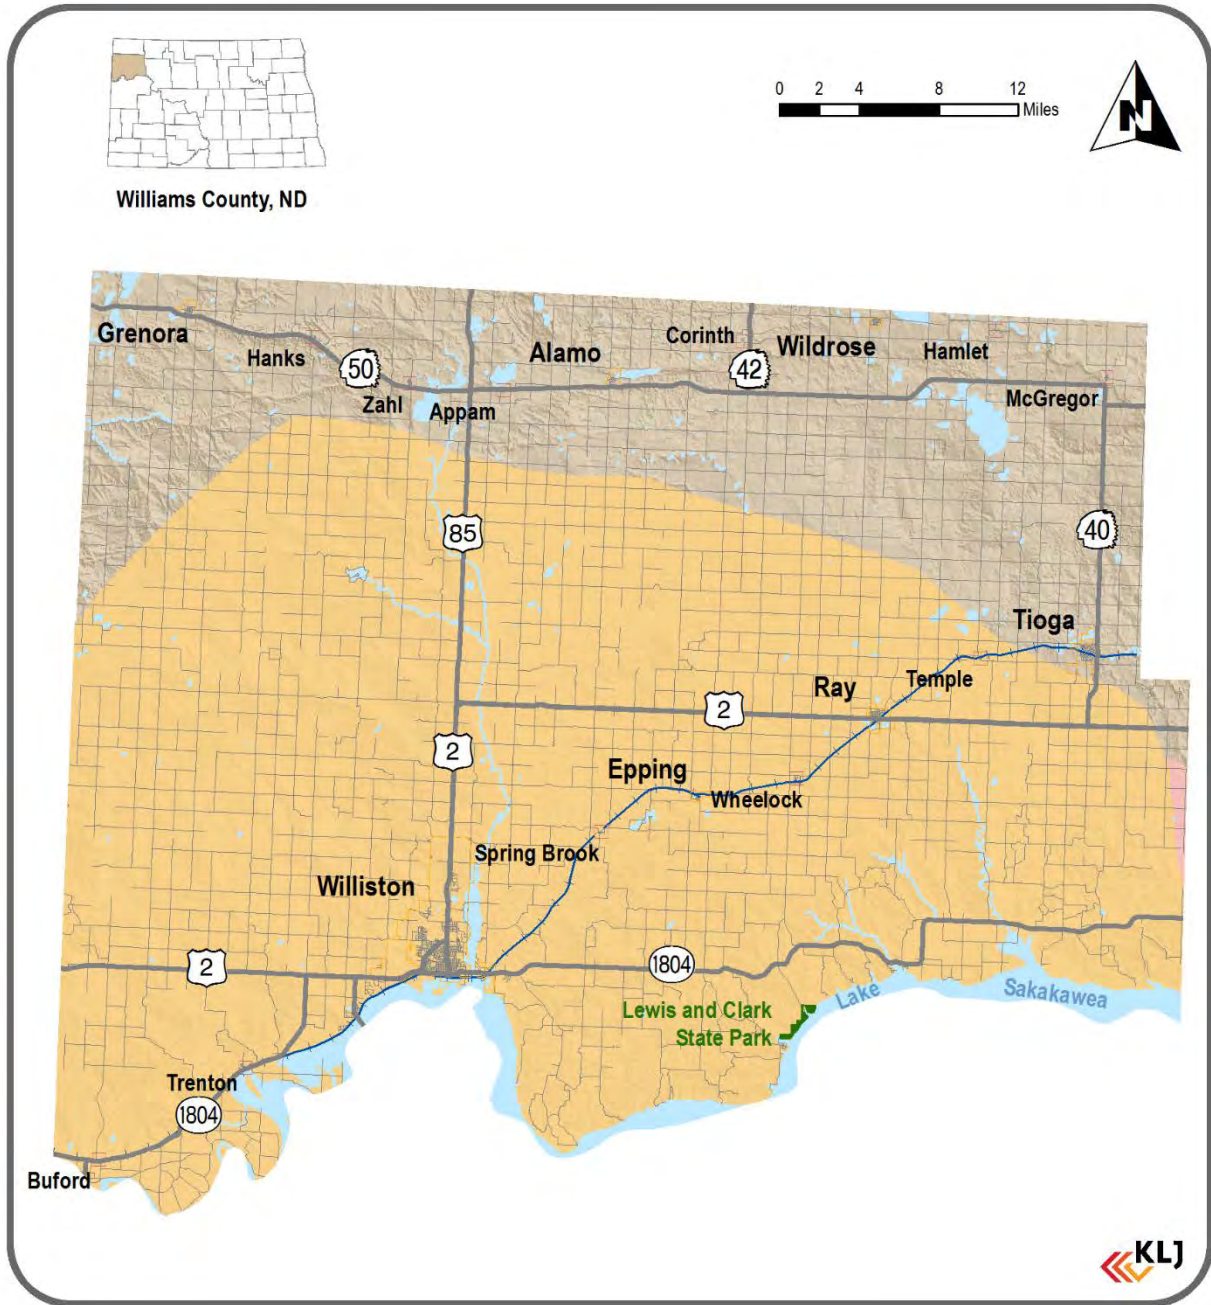 Williams County, ND
0 2 4 8 12
Miles
N
Grenora
Hanks
50
Zahl
Appam
Alamo
Corinth
42
Wildrose
Hamlet
McGregor
85
40
Tioga
Temple
Ray
2
2
Epping
Wheelock
Spring Brook
Williston
2
1804
Lewis and Clark
State Park
Lake
Sakakawea
Trenton
1804
Buford
KLJ